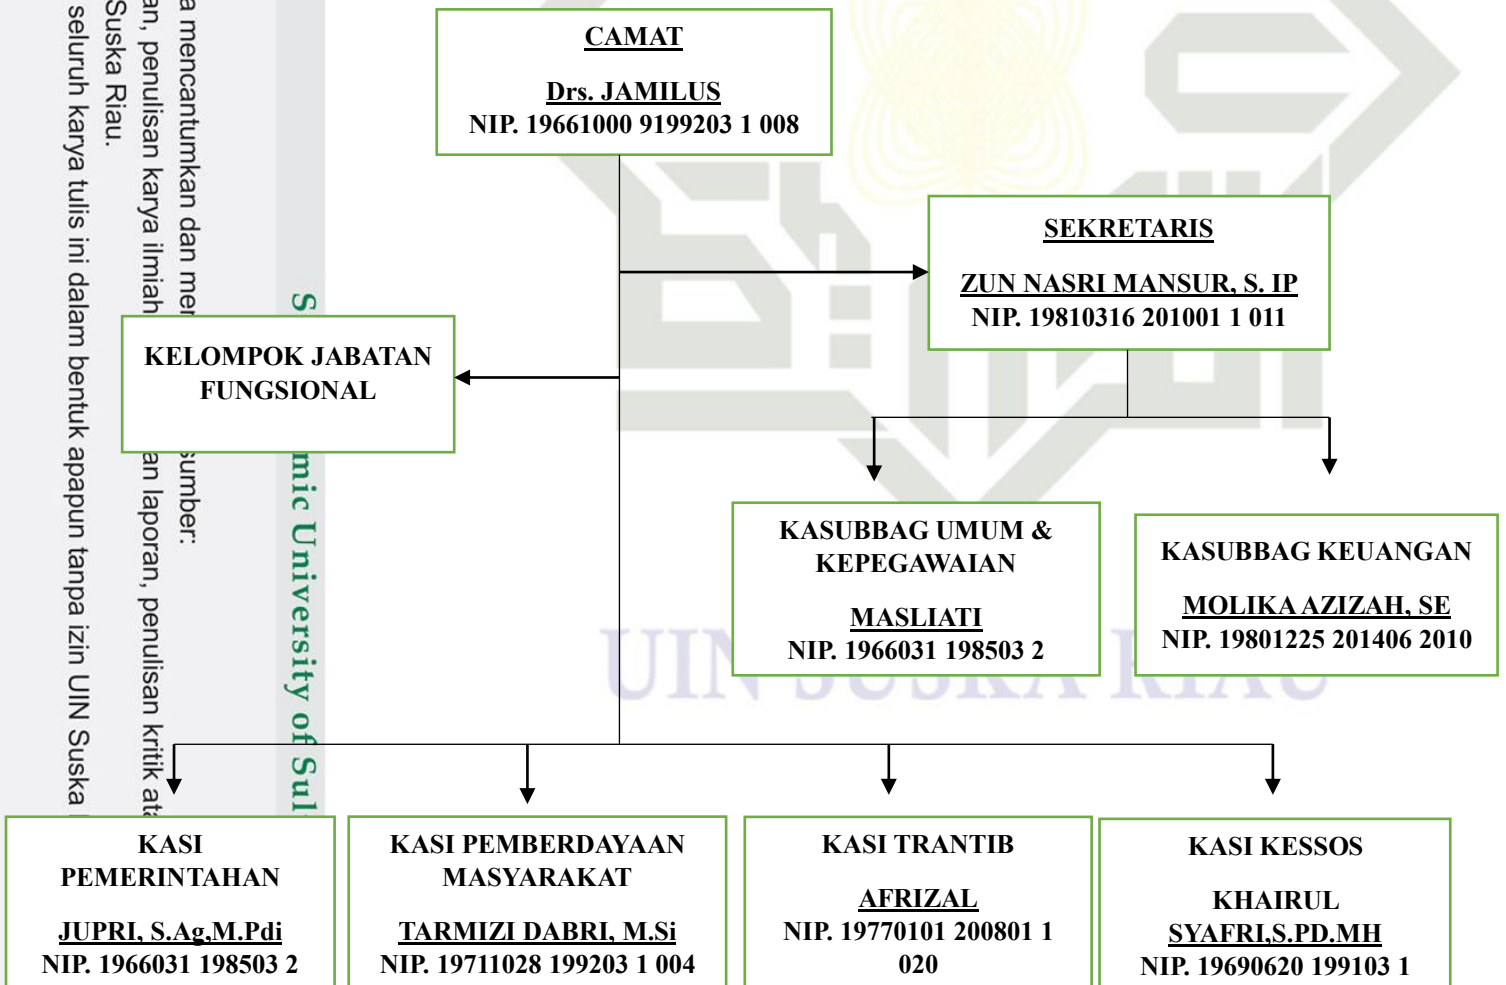 CAMAT
Drs. JAMILUS
NIP. 19661000 9199203 1 008
SEKRETARIS
ZUN NASRI MANSUR, S. IP
NIP. 19810316 201001 1 011
KELOMPOK JABATAN
FUNGSIONAL
KASUBBAG UMUM &
KEPEGAWAIAN
MASLIATI
NIP. 1966031 198503 2
KASUBBAG KEUANGAN
MOLIKA AZIZAH, SE
NIP. 19801225 201406 2010
KASI
PEMERINTAHAN
JUPRI, S.Ag,M.Pdi
NIP. 1966031 198503 2
KASI PEMBERDAYAAN
MASYARAKAT
TARMIZI DABRI, M.Si
NIP. 19711028 199203 1 004
KASI TRANTIB
AFRIZAL
NIP. 19770101 200801 1
020
KASI KESSOS
KHAIRUL
SYAFRI,S.PD.MH
NIP. 19690620 199103 1
UIN SUSKA RIAU
mic University of Sul
mencantumkan dan sumber:
penulisan karya ilmiah an laporan, penulisan kritik
Suska Riau.
seluruh karya tulis ini dalam bentuk apapun tanpa izin UIN Suska